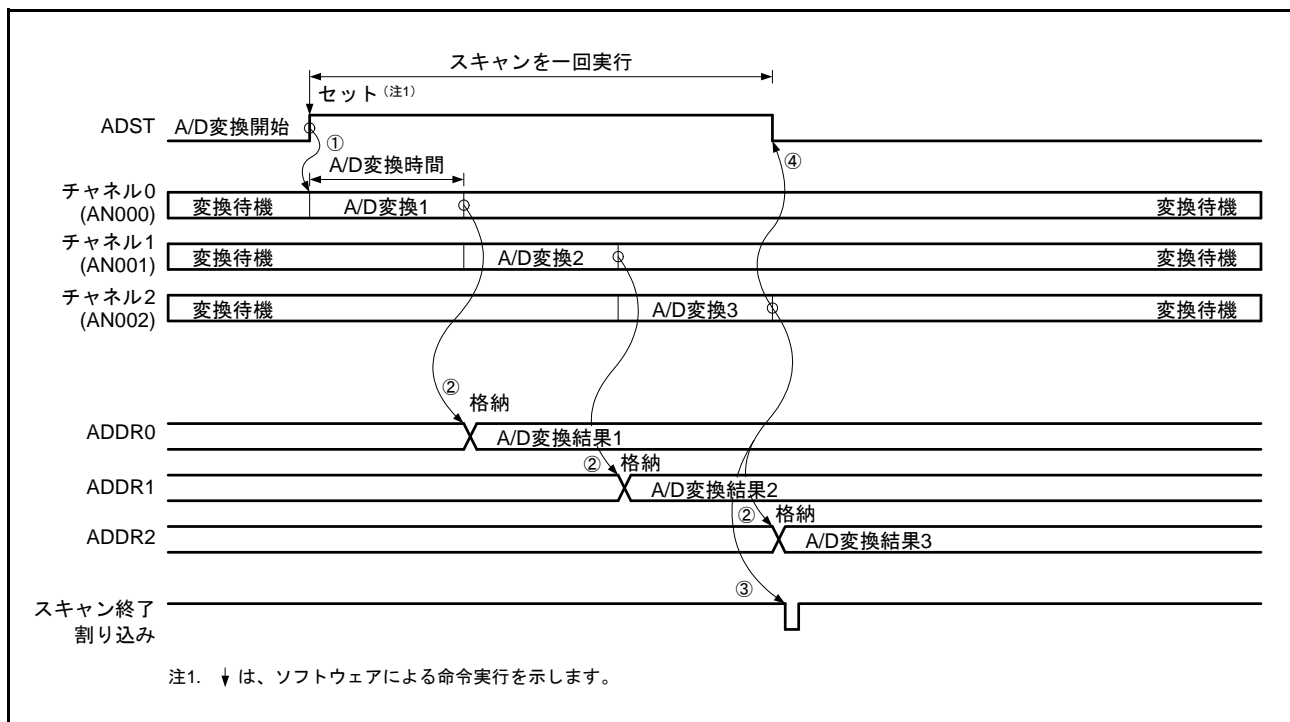 スキャンを一回実行
セット(注1)
ADST A/D変換開始
①
④
A/D変換時間
チャネル0
(AN000)
変換待機 A/D変換1 変換待機
チャネル1
(AN001)
変換待機 A/D変換2 変換待機
チャネル2
(AN002)
変換待機 A/D変換3 変換待機
② 格納
ADDR0 A/D変換結果1
② 格納
ADDR1 A/D変換結果2
② 格納
ADDR2 A/D変換結果3
③
スキャン終了
割り込み
注1. ↓ は、ソフトウェアによる命令実行を示します。